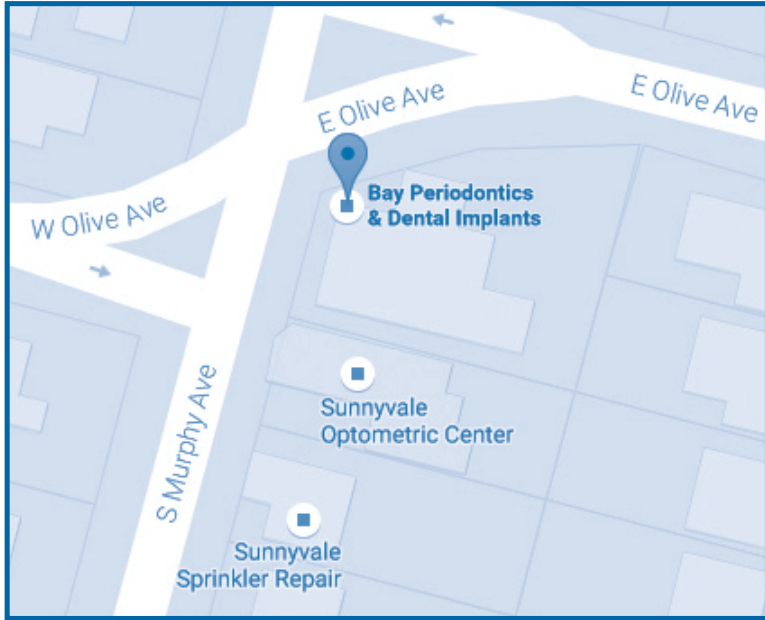 E Olive Ave
E Olive Ave
Bay Periodontics
& Dental Implants
W Olive Ave
S Murphy Ave
Sunnyvale
Optometric Center
Sunnyvale
Sprinkler Repair